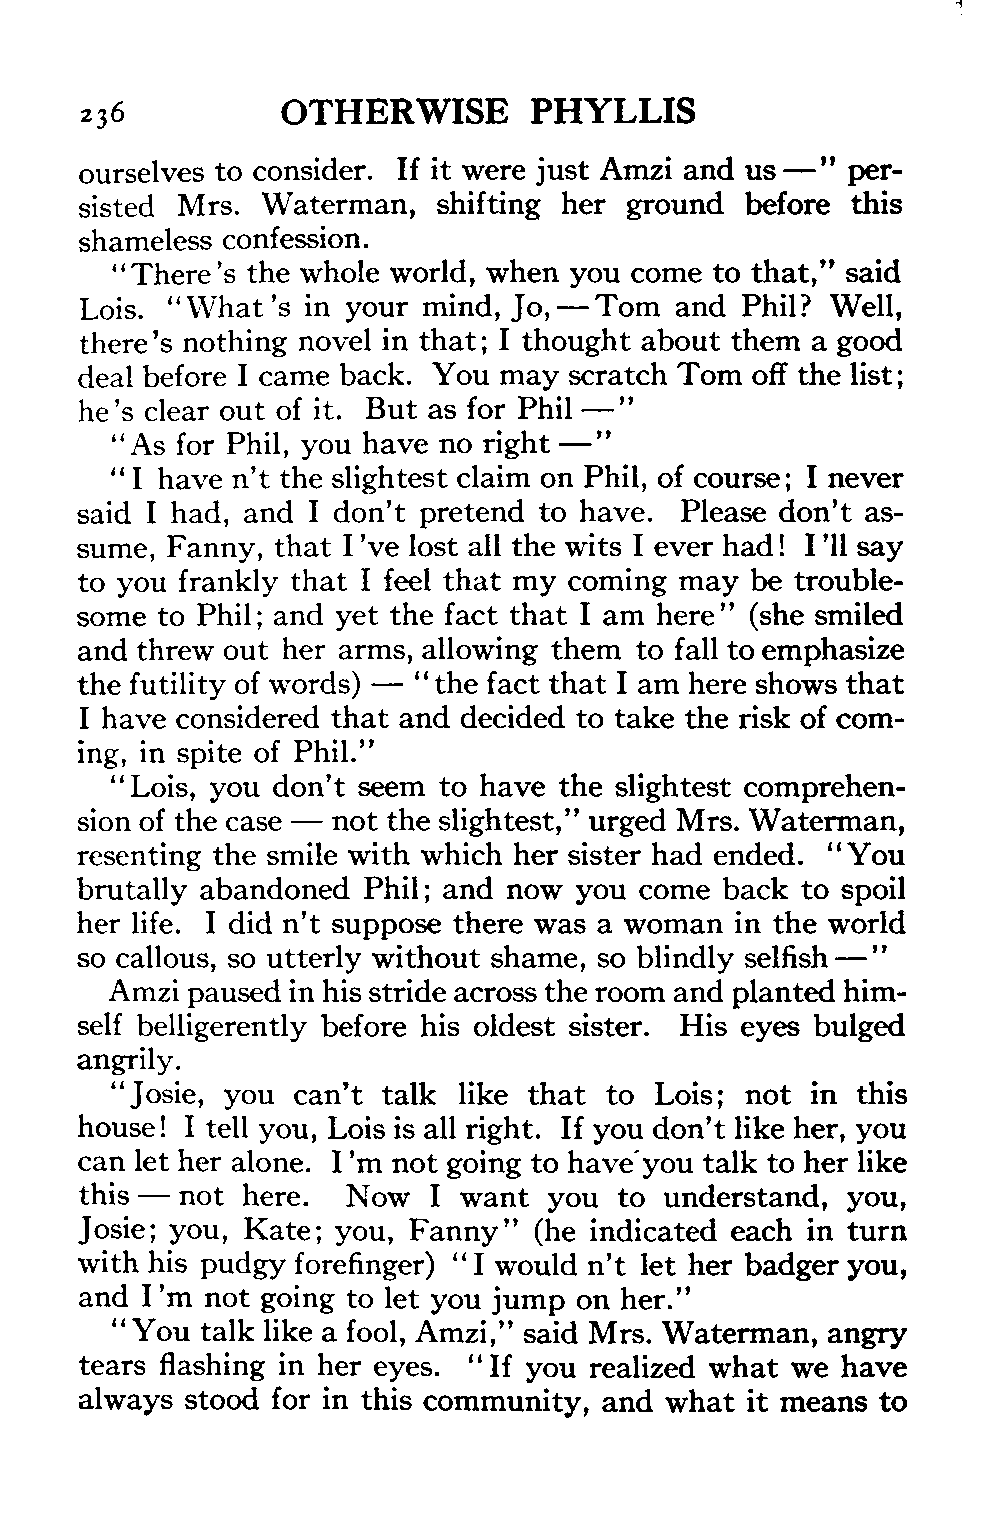 236 OTHERWISE PHYLLIS
ourselves to consider. If it were just Amzi and us —" per-
sisted Mrs. Waterman, shifting her ground before this
shameless confession.
"There's the whole world, when you come to that," said
Lois. "What's in your mind, Jo, — Tom and Phil? Well,
there's nothing novel in that; I thought about them a good
deal before I came back. You may scratch Tom off the list;
he's clear out of it. But as for Phil —"
"As for Phil, you have no right —"
"I have n't the slightest claim on Phil, of course; I never
said I had, and I don't pretend to have. Please don't as-
sume, Fanny, that I've lost all the wits I ever had! I'll say
to you frankly that I feel that my coming may be trouble-
some to Phil; and yet the fact that I am here" (she smiled
and threw out her arms, allowing them to fall to emphasize
the futility of words) — "the fact that I am here shows that
I have considered that and decided to take the risk of com-
ing, in spite of Phil."
"Lois, you don't seem to have the slightest comprehen-
sion of the case — not the slightest," urged Mrs. Waterman,
resenting the smile with which her sister had ended. "You
brutally abandoned Phil; and now you come back to spoil
her life. I did n't suppose there was a woman in the world
so callous, so utterly without shame, so blindly selfish —"
Amzi paused in his stride across the room and planted him-
self belligerently before his oldest sister. His eyes bulged
angrily.
"Josie, you can't talk like that to Lois; not in this
house! I tell you, Lois is all right. If you don't like her, you
can let her alone. I'm not going to have you talk to her like
this — not here. Now I want you to understand, you,
Josie; you, Kate; you, Fanny" (he indicated each in turn
with his pudgy forefinger) "I would n't let her badger you,
and I'm not going to let you jump on her."
"You talk like a fool, Amzi," said Mrs. Waterman, angry
tears flashing in her eyes. "If you realized what we have
always stood for in this community, and what it means to